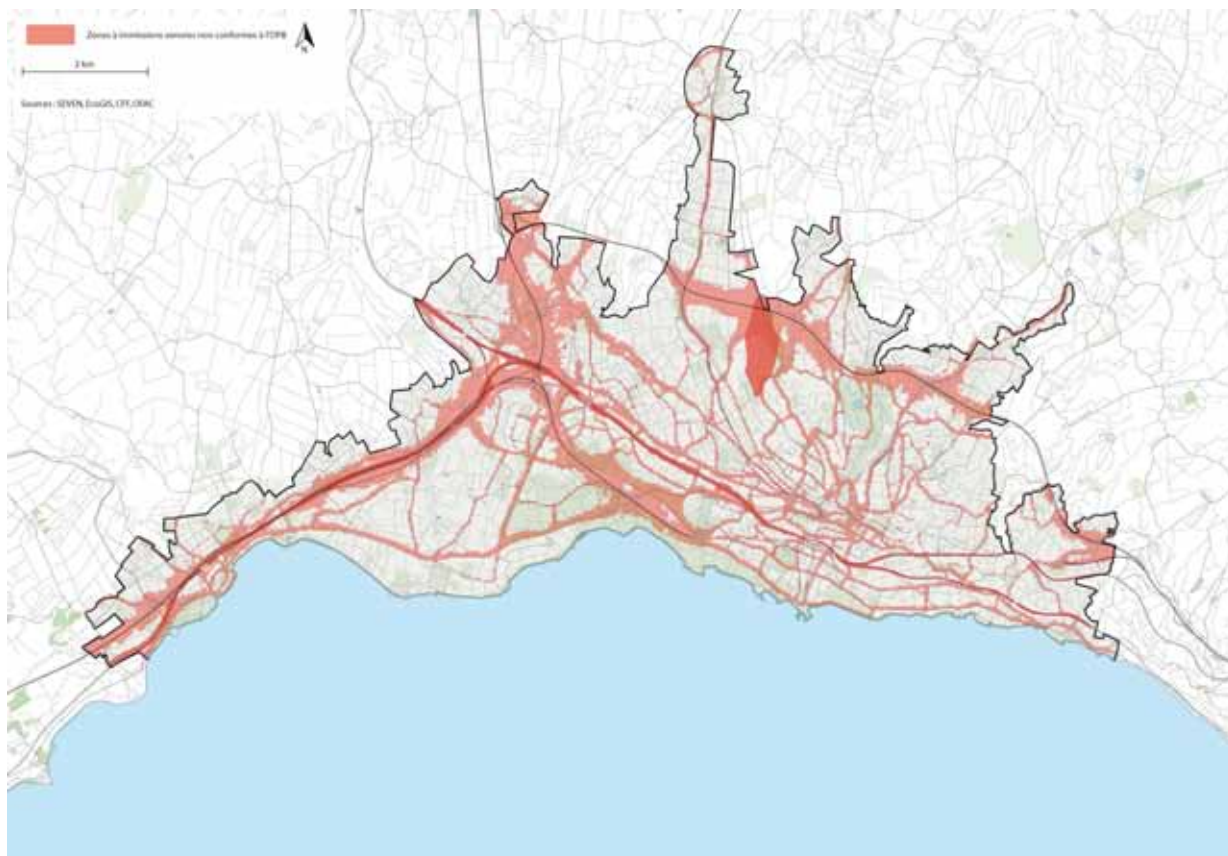 Zones à immissions sonores non conformes à l'OPB
N
2 km
Sources : SEVEN, EcoGIS, CFF, OFAC